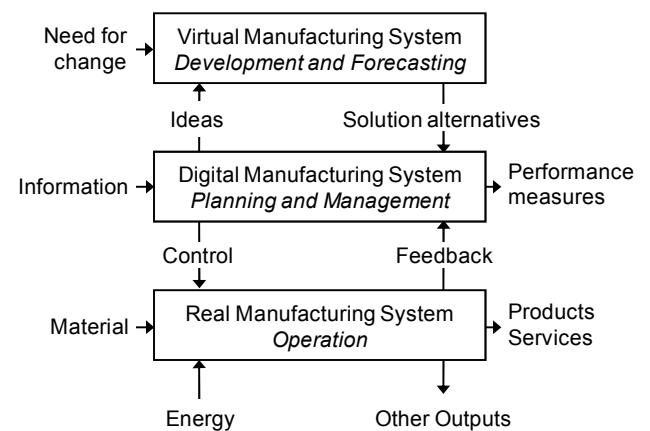 Need for
change
Virtual Manufacturing System
Development and Forecasting
Ideas
Solution alternatives
Information
Digital Manufacturing System
Planning and Management
Performance
measures
Control
Feedback
Material
Real Manufacturing System
Operation
Products
Services
Energy
Other Outputs